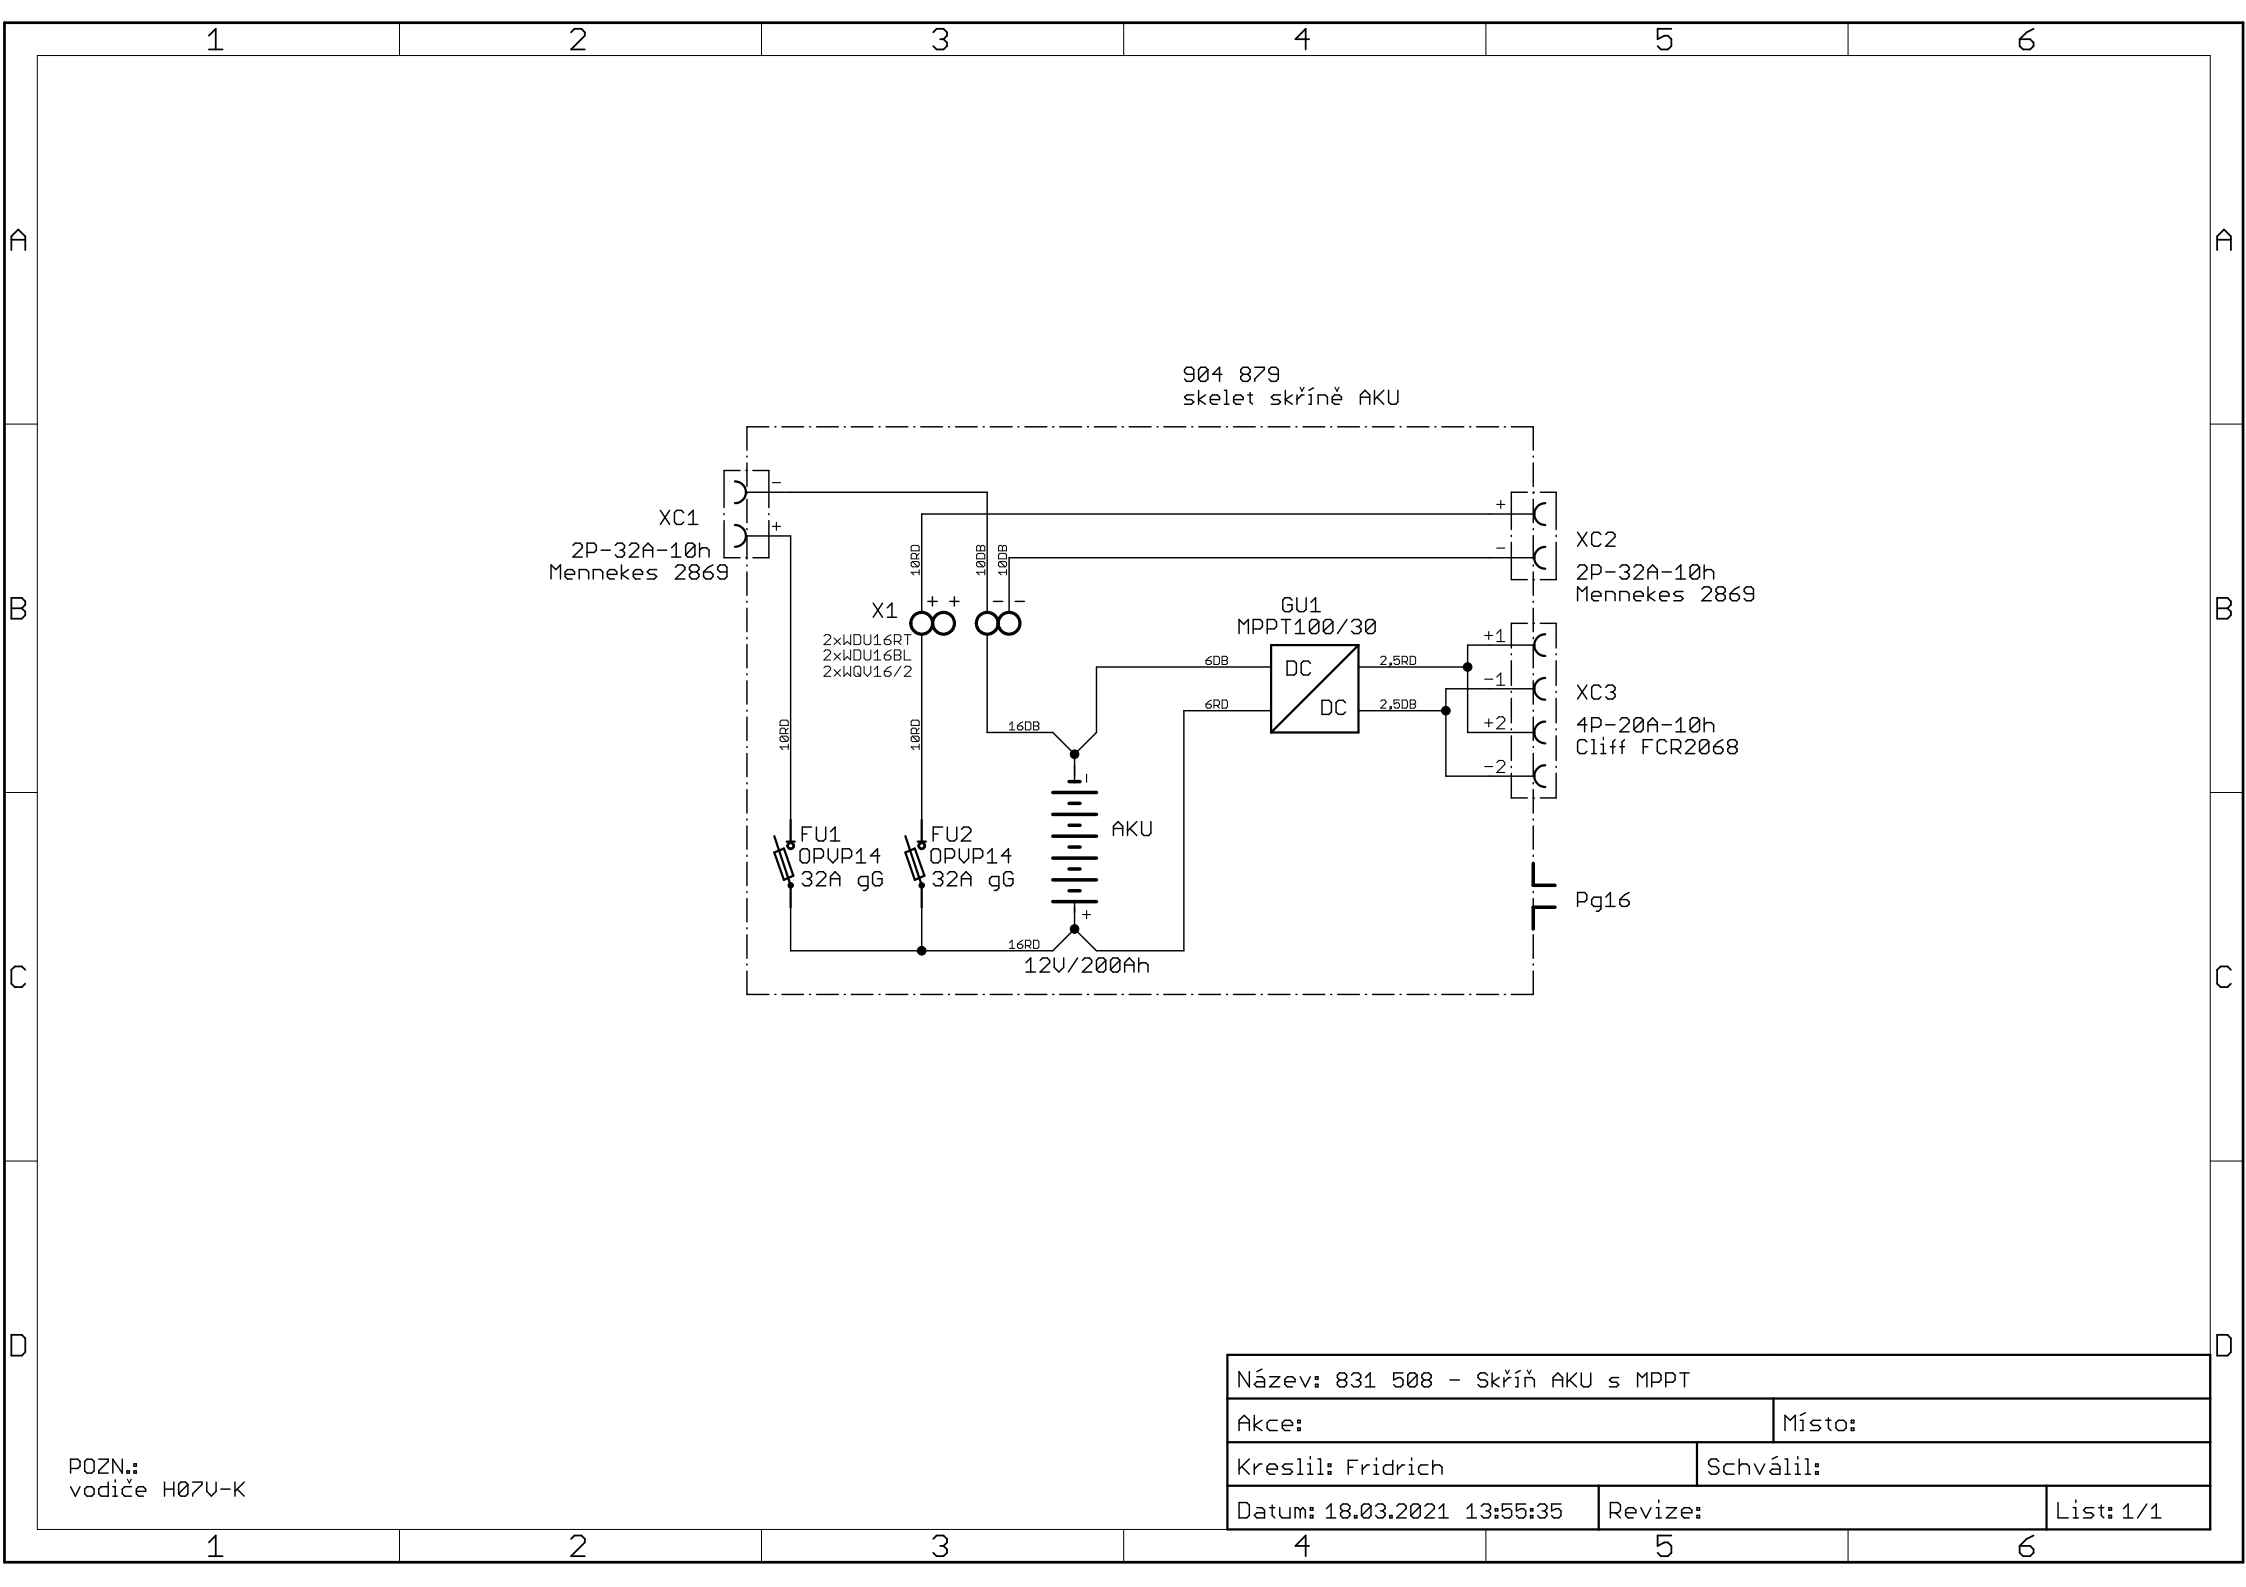 1 2 3 4 5 6
A A
904 879
skelet skříně AKU
-
XC1
+
2P-32A-10h
Mennekes 2869
+
-
XC2
2P-32A-10h
Mennekes 2869
10RD 10DB 10DB
X1
+ + - -
2xWDU16RT
2xWDU16BL
2xWQV16/2
B B
GU1
MPPT100/30
DC
DC
6DB
6RD
2,5RD
2,5DB
+1
-1
+2
-2
XC3
4P-20A-10h
Cliff FCR2068
10RD 10RD
16DB
-
AKU
+
FU1
OPVP14
32A gG
FU2
OPVP14
32A gG
Pg16
16RD
12V/200Ah
C C
D D
Název: 831 508 - Skříň AKU s MPPT
Akce: Místo:
Kreslil: Fridrich Schválil:
Datum: 18.03.2021 13:55:35 Revize: List: 1/1
POZN.:
vodiče H07V-K
1 2 3 4 5 6